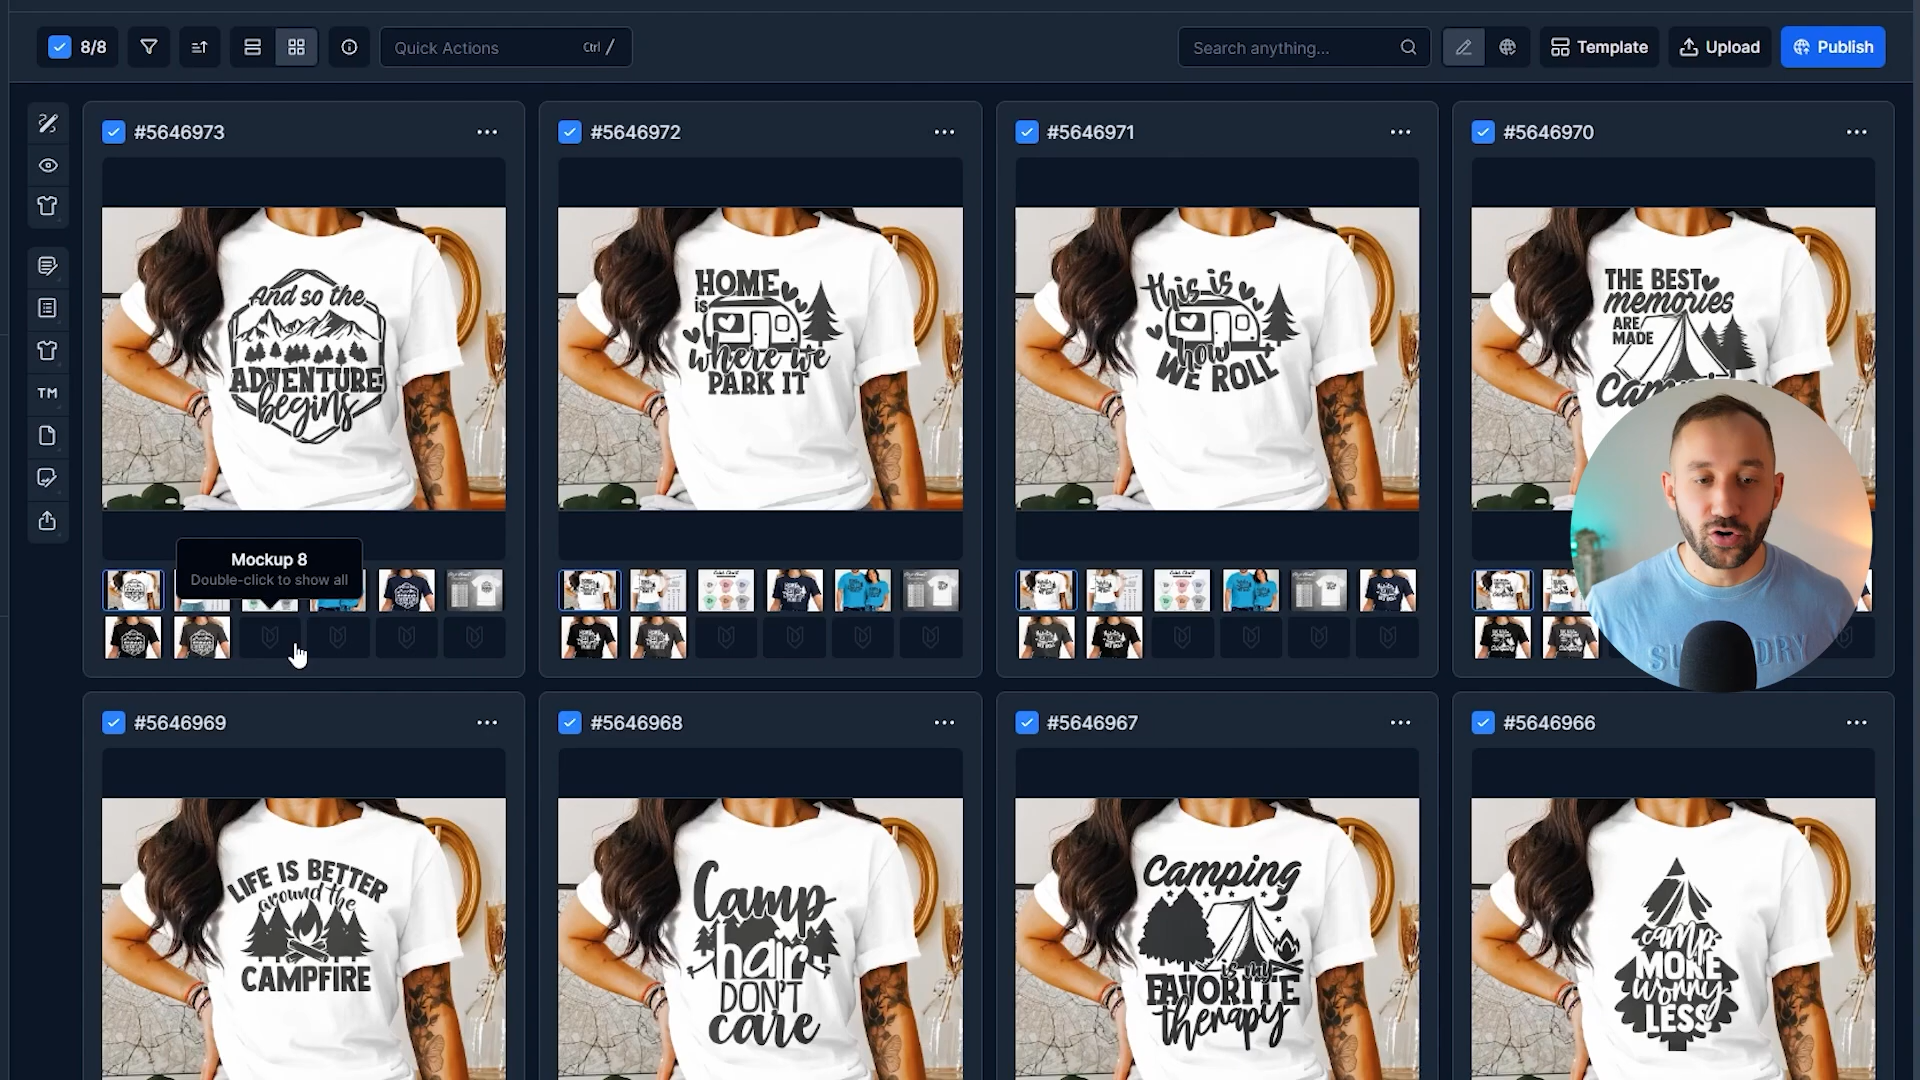 8/8
Quick Actions
Ctrl /
Search anything...
Template
Upload
Publish
#5646973
#5646972
#5646971
#5646970
And so the
ADVENTURE
begins
HOME
is
where we
PARK IT
this is
how
WE ROLL
THE BEST
memories
ARE
MADE
TM
Mockup 8
Double-click to show all
#5646969
#5646968
#5646967
#5646966
LIFE IS BETTER
around the
CAMPFIRE
Camp
hair
DON'T
care
Camping
is my
FAVORITE
therapy
camp
MORE
worry
LESS